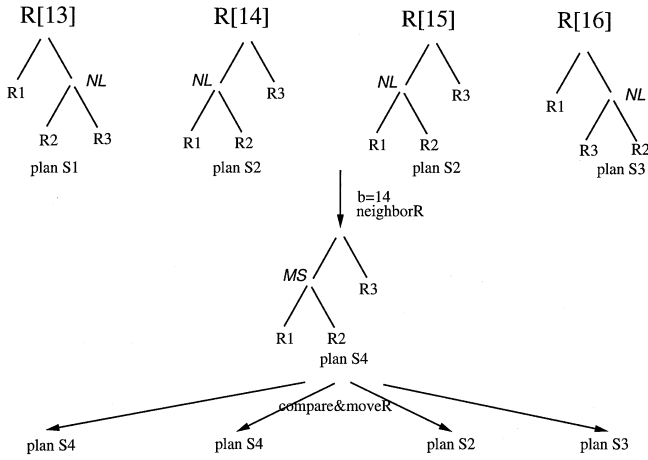 R[13] R[14] R[15] R[16]
NL
R1
R2 R3
plan S1
NL
R3
R1 R2
plan S2
NL
R3
R1 R2
plan S2
R1
NL
R3 R2
plan S3
b=14
neighborR
MS
R3
R1 R2
plan S4
compare&moveR
plan S4 plan S4 plan S2 plan S3